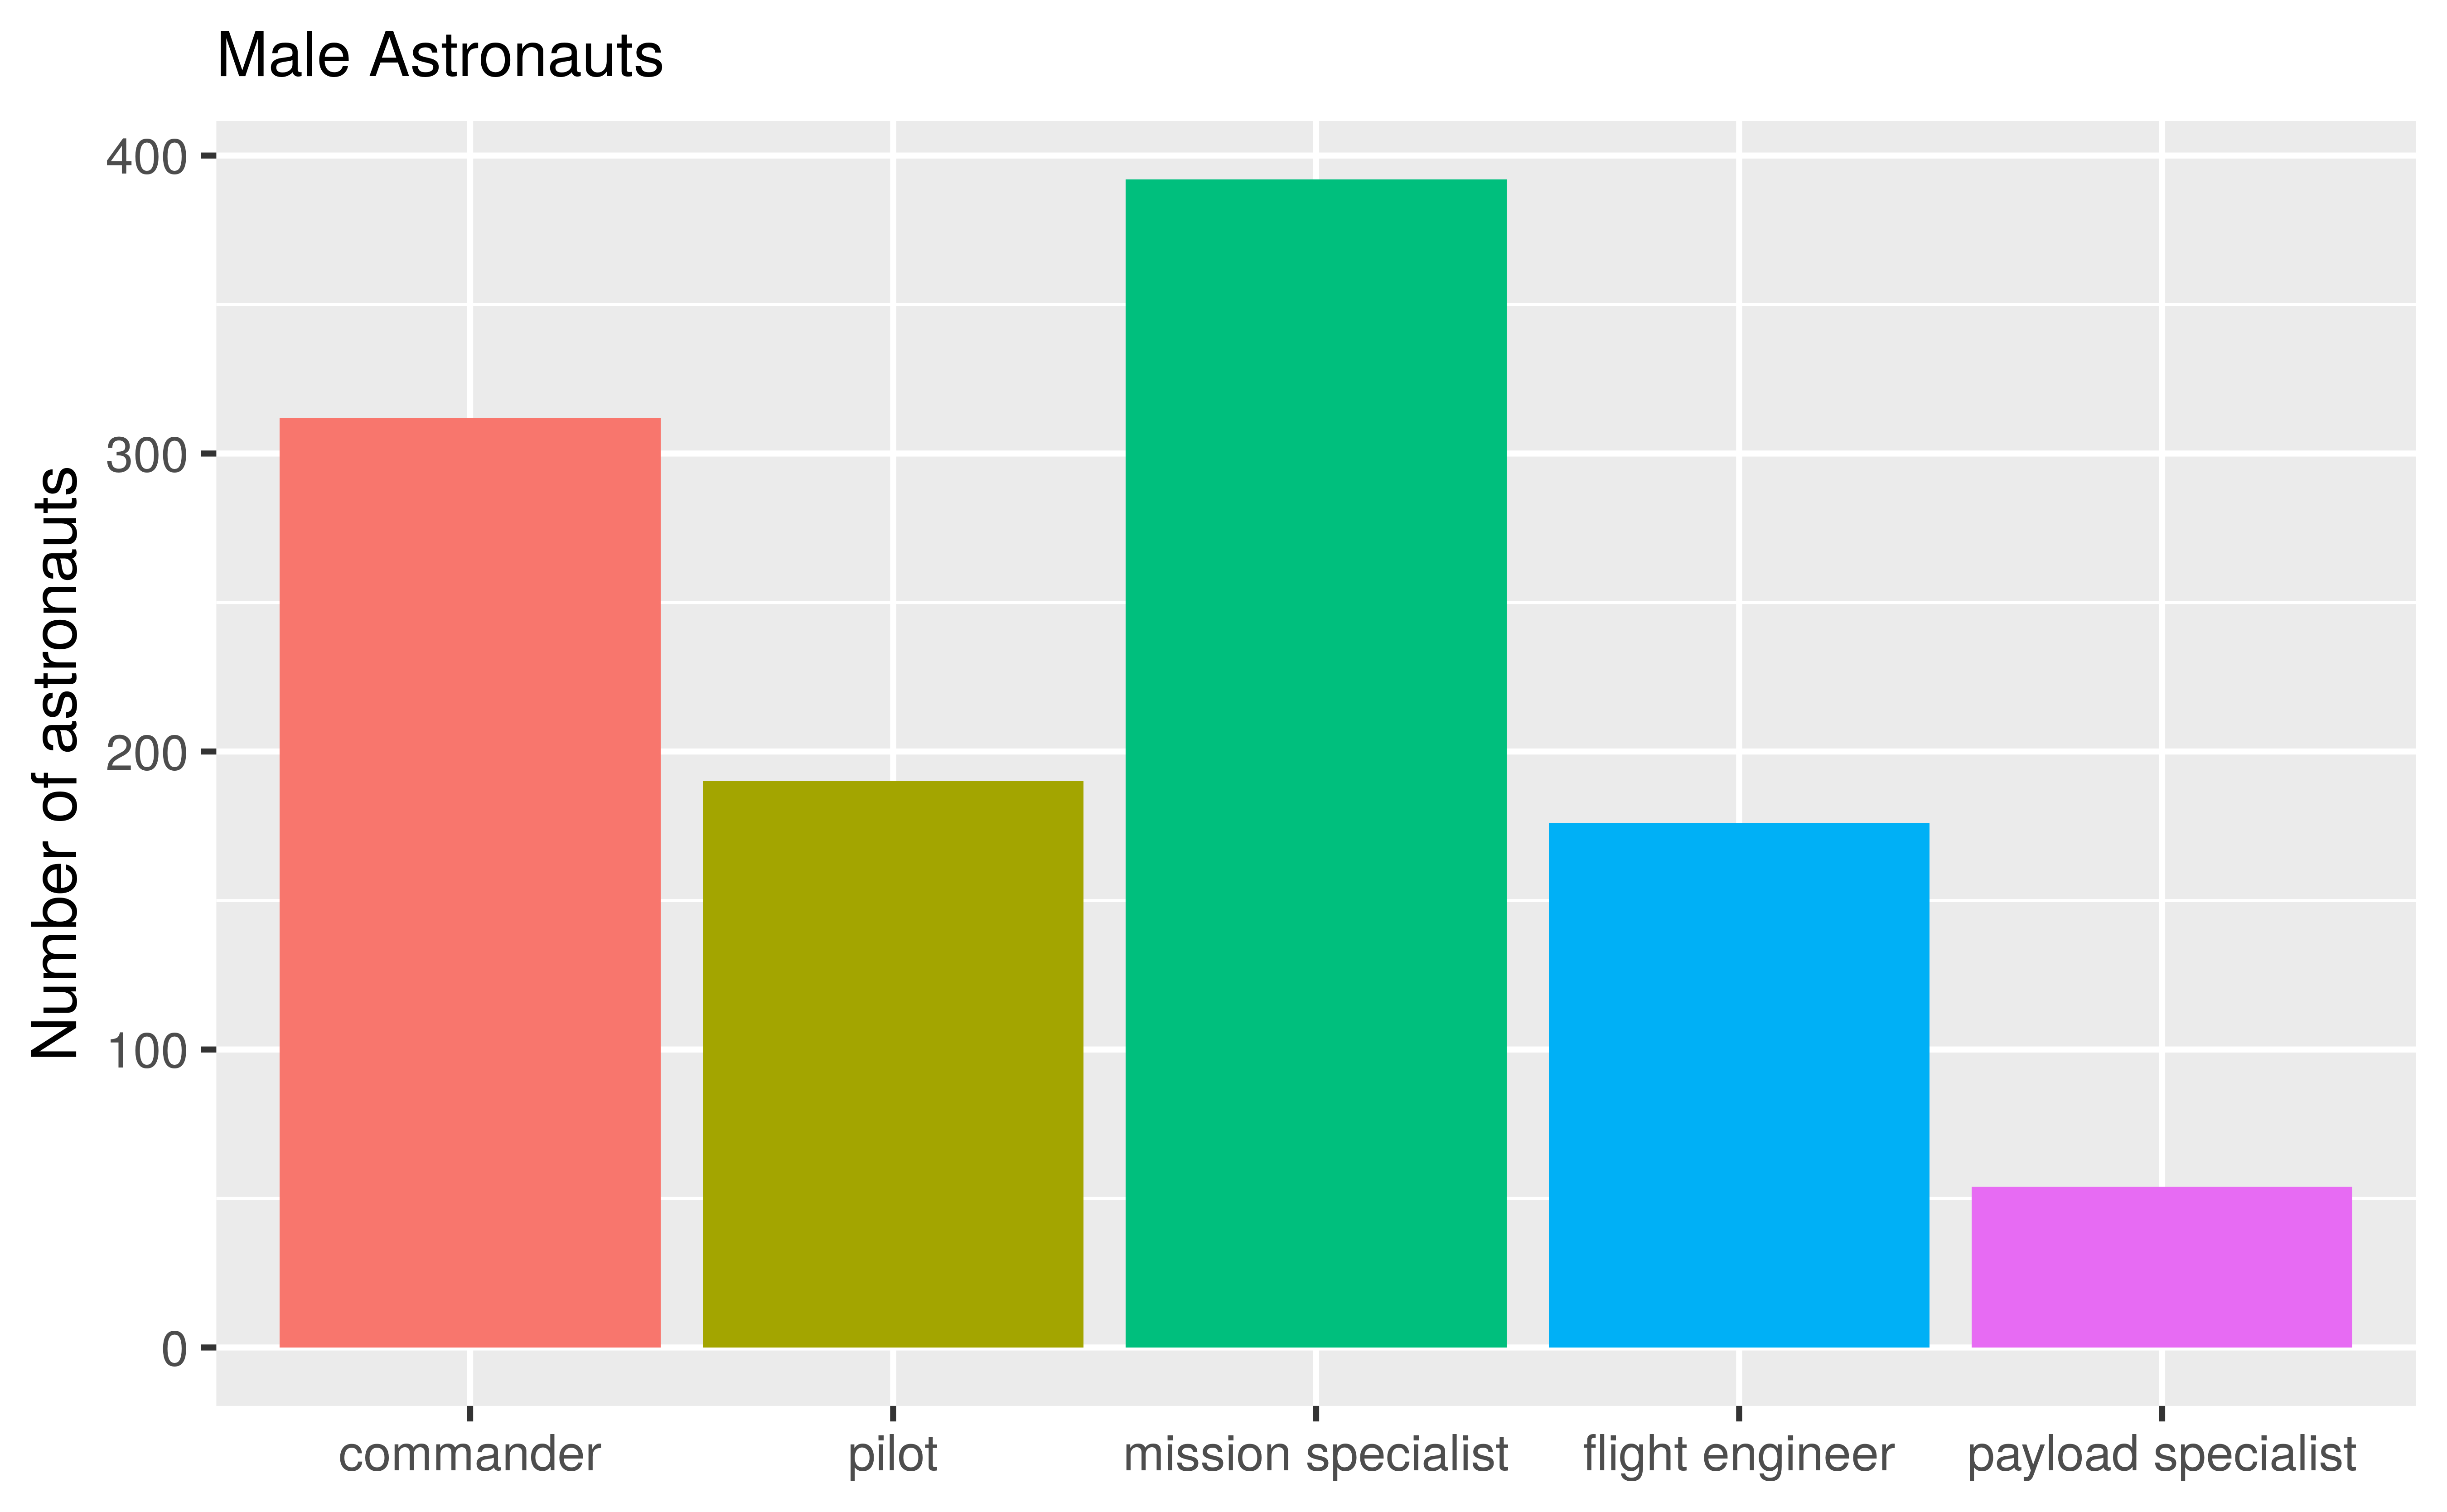 Male Astronauts
Number of astronauts
400
300
200
100
0
commander
pilot
mission specialist
flight engineer
payload specialist